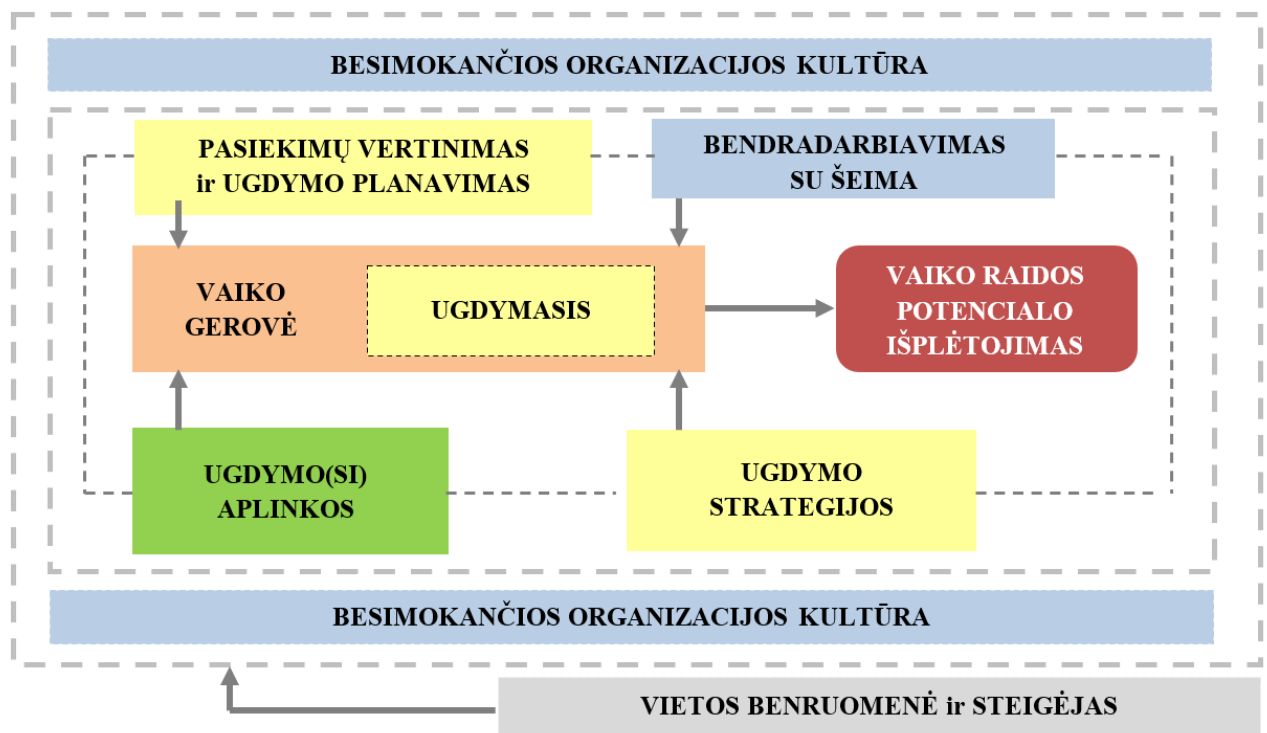 BESIMOKANČIOS ORGANIZACIJOS KULTŪRA
PASIEKIMŲ VERTINIMAS
ir UGDYMO PLANAVIMAS
BENDRADARBIAVIMAS
SU ŠEIMA
VAIKO
GEROVĖ
UGDYMASIS
VAIKO RAIDOS
POTENCIALO
IŠPLĖTOJIMAS
UGDYMO(SI)
APLINKOS
UGDYMO
STRATEGIJOS
BESIMOKANČIOS ORGANIZACIJOS KULTŪRA
VIETOS BENRUOMENĖ ir STEIGĖJAS